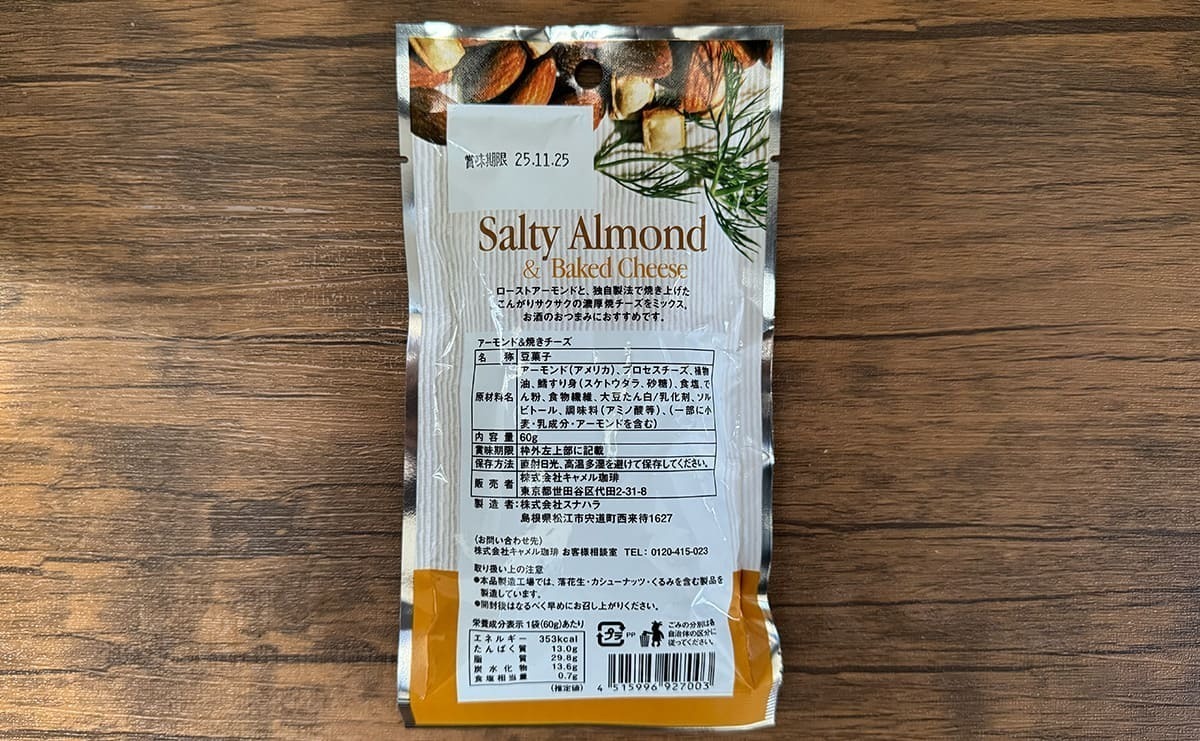 賞味期限 25.11.25
Salty Almond
& Baked Cheese
ローストアーモンドと、独自製法で焼き上げた
こんがりサクサクの濃厚焼チーズをミックス。
お酒のおつまみにおすすめです。
アーモンド&焼きチーズ
名 称 豆菓子
原材料名 アーモンド(アメリカ)、プロセスチーズ、植物
油、鱈すり身(スケトウダラ、砂糖)、食塩、で
ん粉、食物繊維、大豆たん白/乳化剤、ソル
ビトール、調味料(アミノ酸等)、(一部に小
麦・乳成分・アーモンドを含む)
内 容 量 60g
賞味期限 枠外左上部に記載
保存方法 直射日光、高温多湿を避けて保存してください。
販 売 者 株式会社キャメル珈琲
東京都世田谷区代田2-31-8
製 造 者:株式会社スナハラ
島根県松江市宍道町西来待1627
(お問い合わせ先)
株式会社キャメル珈琲 お客様相談室 TEL: 0120-415-023
取り扱い上の注意
●本品製造工場では、落花生・カシューナッツ・くるみを含む製品を
製造しています。
●開封後はなるべく早めにお召し上がりください。
栄養成分表示 1袋(60g)あたり
エネルギー 353kcal
たんぱく質 13.0g
脂 質 29.8g
炭水化物 13.6g
食塩相当量 0.7g
(推定値)
プラ PP
ごみの分別は各
自治体の区分に
従ってください。
4 515996 927003